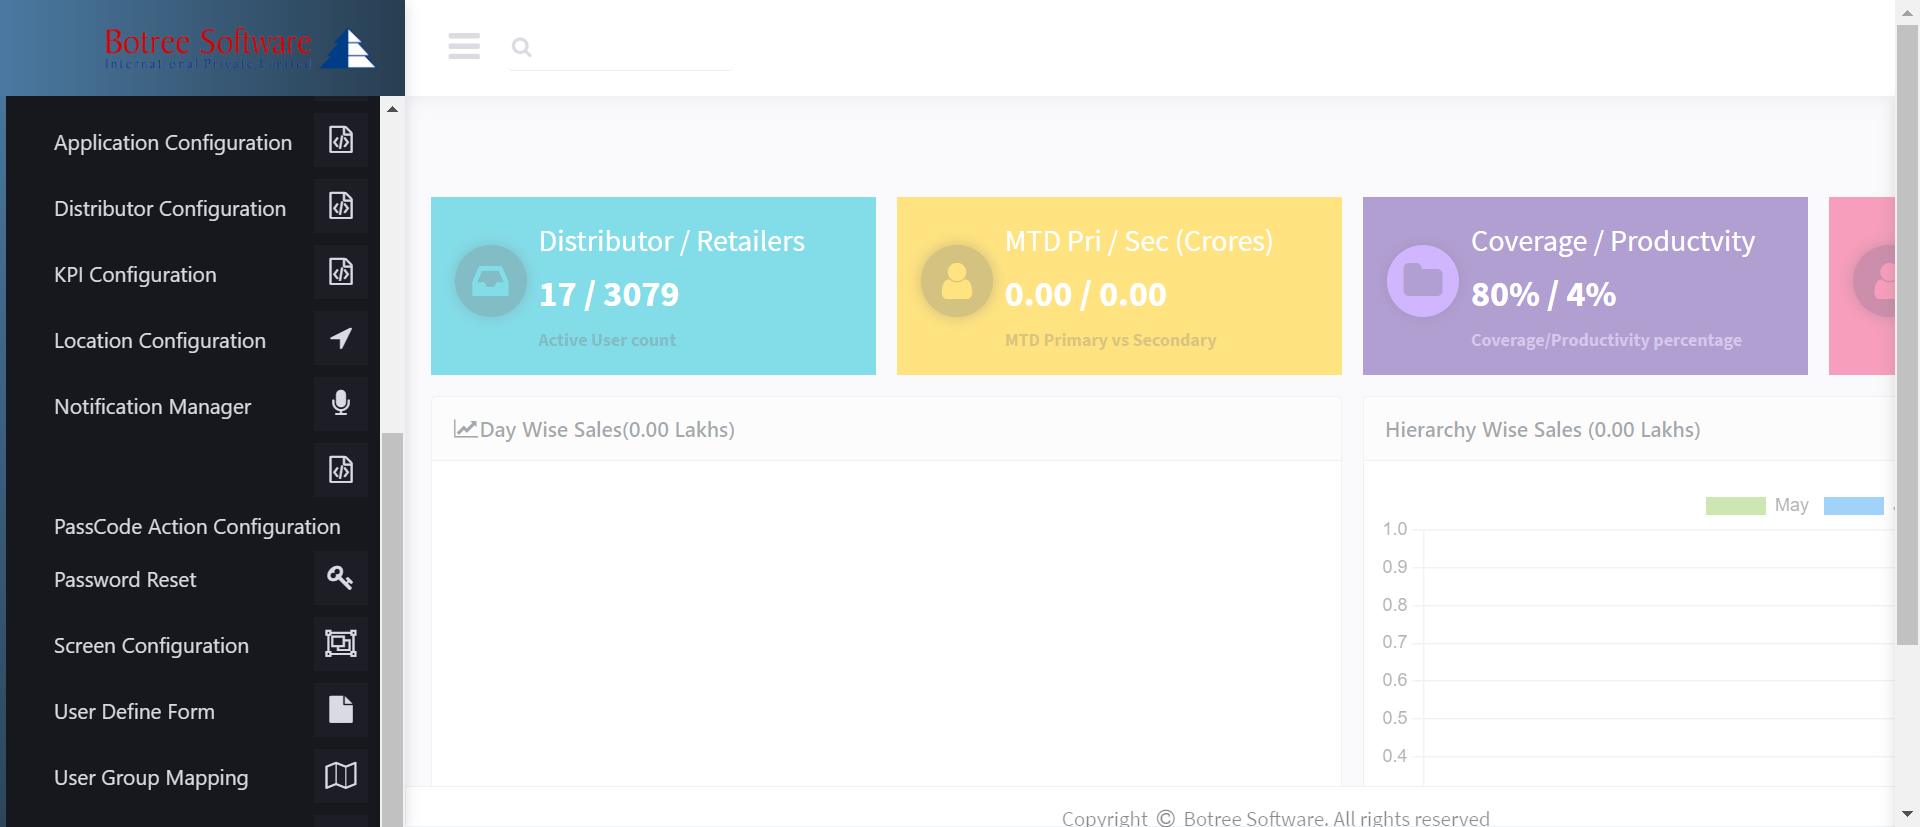 Botree Software
International Private Limited
Application Configuration
Distributor Configuration
KPI Configuration
Location Configuration
Notification Manager
PassCode Action Configuration
Password Reset
Screen Configuration
User Define Form
User Group Mapping
Distributor / Retailers
17 / 3079
Active User count
MTD Pri / Sec (Crores)
0.00 / 0.00
MTD Primary vs Secondary
Coverage / Productvity
80% / 4%
Coverage/Productivity percentage
Day Wise Sales(0.00 Lakhs)
Hierarchy Wise Sales (0.00 Lakhs)
May
1.0
0.9
0.8
0.7
0.6
0.5
0.4
Copyright © Botree Software. All rights reserved